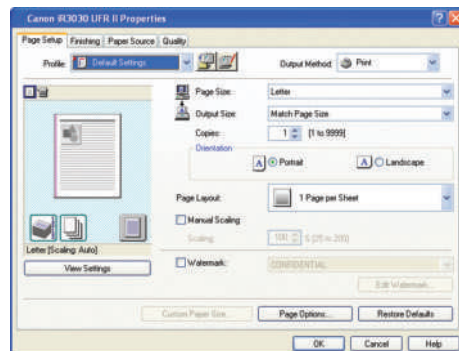 Canon iR3030 UFR II Properties
Page Setup Finishing Paper Source Quality
Profile: Default Settings Output Method: Print
Page Size: Letter
Output Size: Match Page Size
Copies: 1 [1 to 9999]
Orientation
A Portrait A Landscape
Page Layout: 1 Page per Sheet
Manual Scaling
Scaling: 100 % [25 to 200]
Letter [Scaling: Auto]
View Settings
Watermark: CONFIDENTIAL
Edit Watermark...
Custom Paper Size... Page Options... Restore Defaults
OK Cancel Help